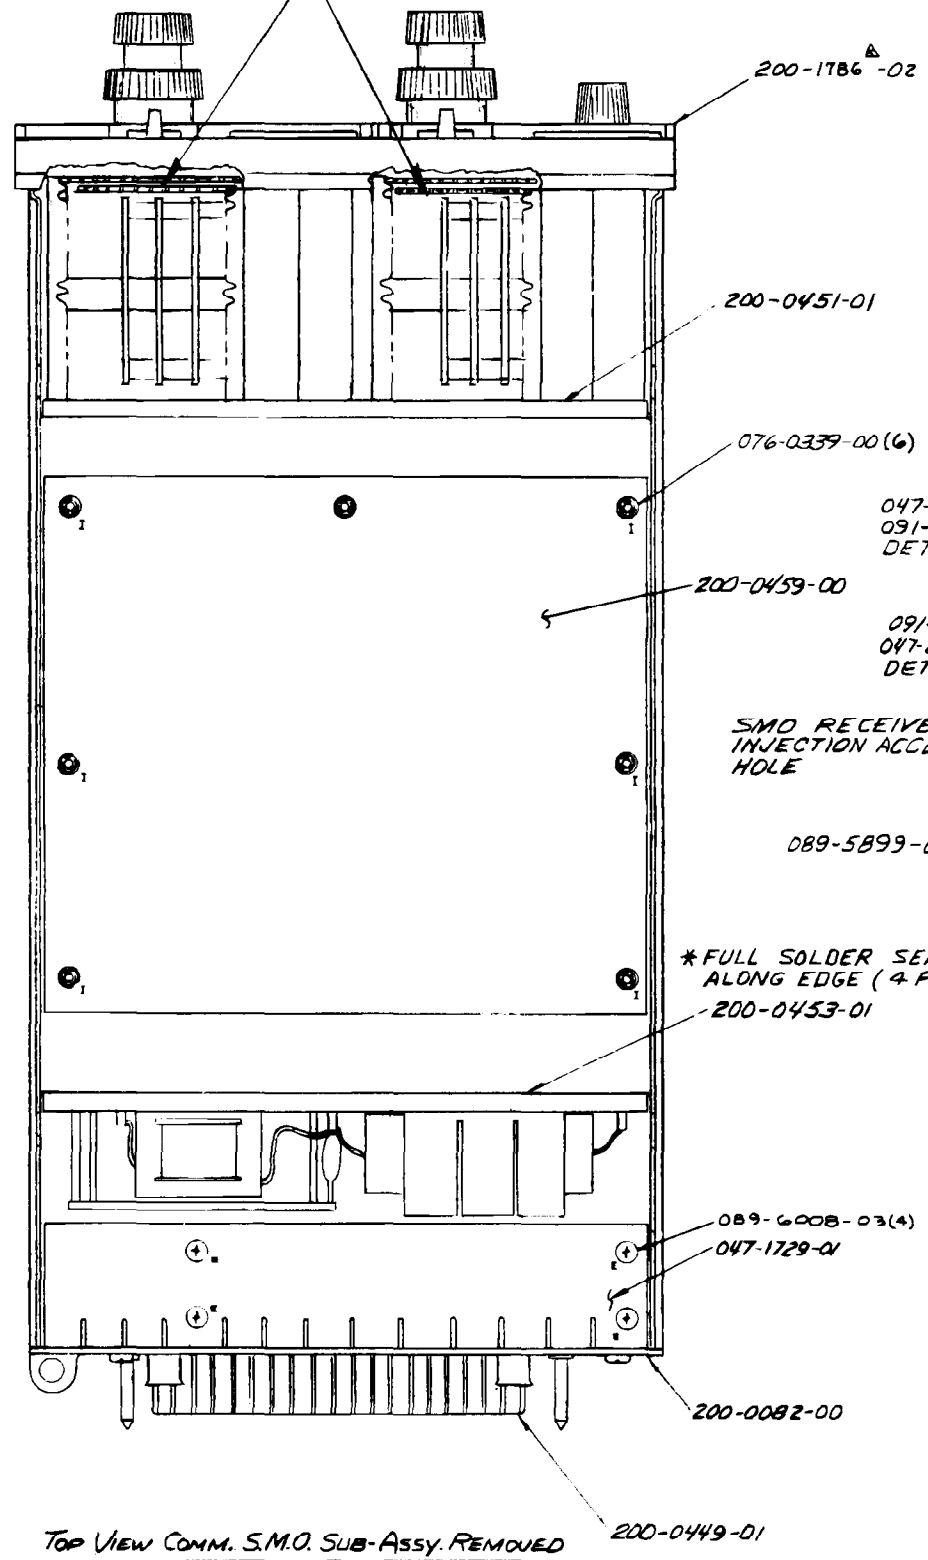 200-1786-02
200-0451-01
076-0339-00(6)
047-
091-
DET
200-0459-00
091-
047-
DET
SMO RECEIVE
INJECTION ACCE
HOLE
089-5899-
*FULL SOLDER SEA
ALONG EDGE (4 P
200-0453-01
089-6008-03(4)
047-1729-01
200-0082-00
200-0449-01
TOP VIEW COMM. S.M.O. SUB-ASSY. REMOVED